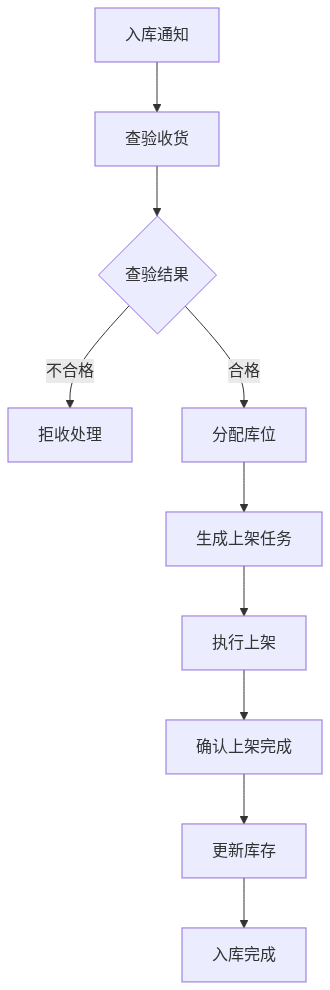 入库通知
查验收货
查验结果
不合格
合格
拒收处理
分配库位
生成上架任务
执行上架
确认上架完成
更新库存
入库完成